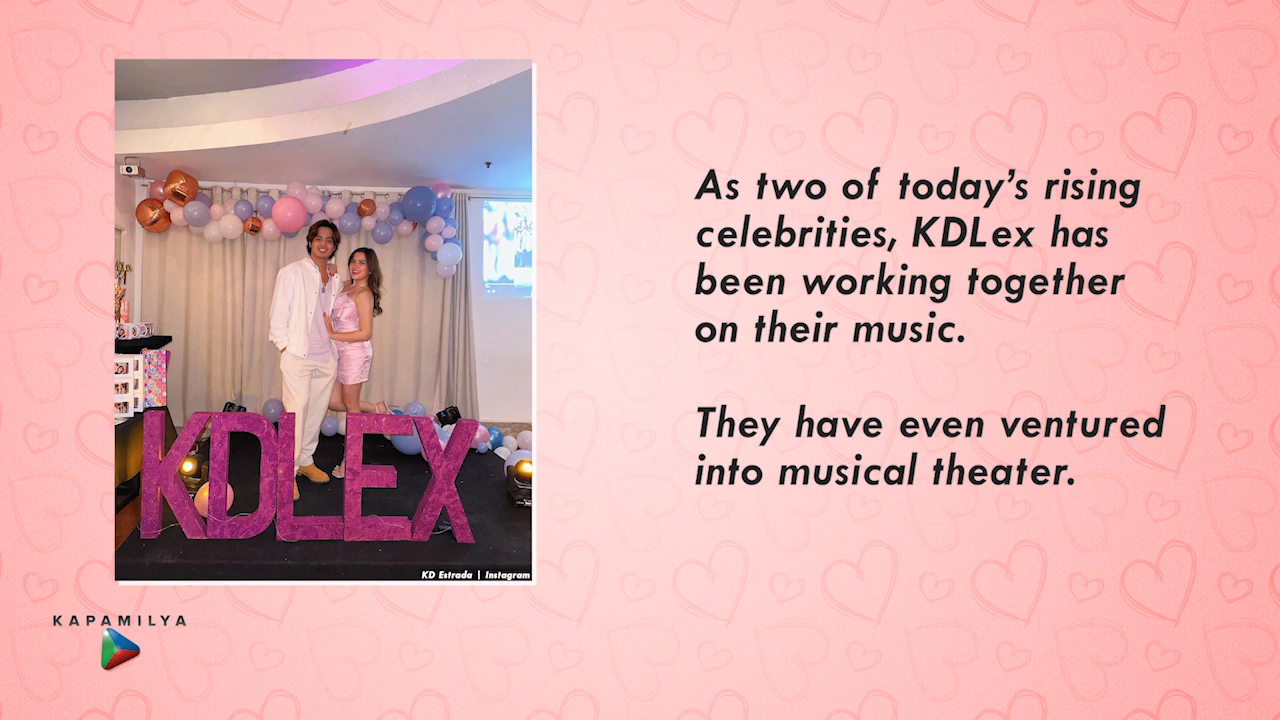 As two of today's rising
celebrities, KDLex has
been working together
on their music.
They have even ventured
into musical theater.
KDLEX
KD Estrada | Instagram
KAPAMILYA